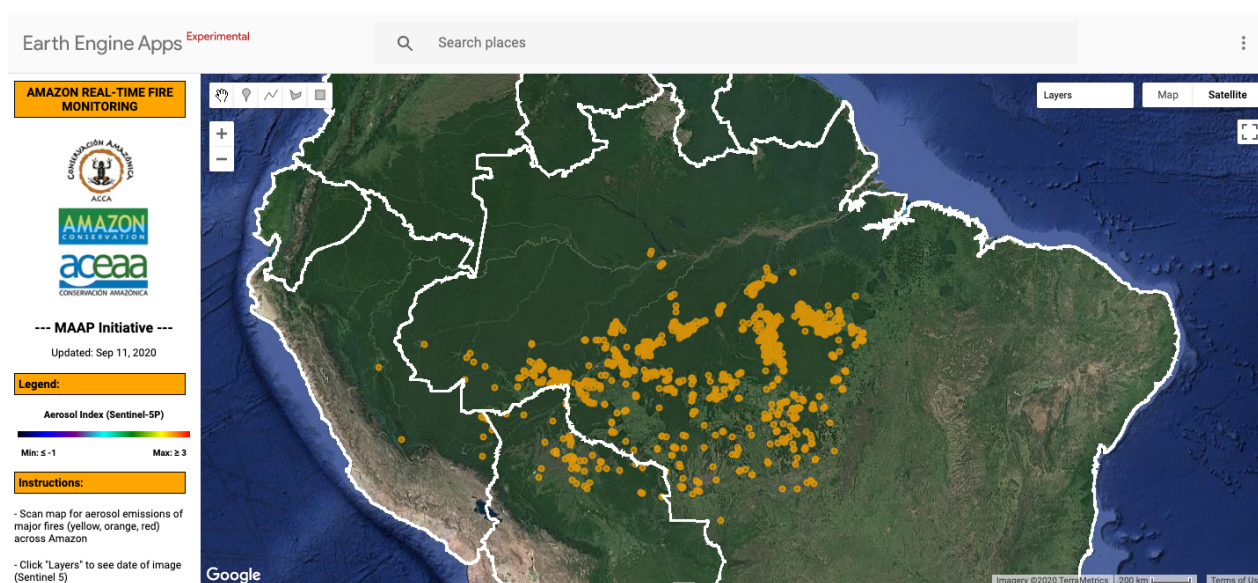 Earth Engine Apps Experimental
Search places
AMAZON REAL-TIME FIRE
MONITORING
CONSERVACIÓN AMAZÓNICA
ACCA
AMAZON
CONSERVATION
aceaa
CONSERVACIÓN AMAZÓNICA
--- MAAP Initiative ---
Updated: Sep 11, 2020
Legend:
Aerosol Index (Sentinel-5P)
Min: ≤ -1 Max: ≥ 3
Instructions:
- Scan map for aerosol emissions of
major fires (yellow, orange, red)
across Amazon
- Click "Layers" to see date of image
(Sentinel 5)
Layers
Map Satellite
Google
Imagery ©2020 TerraMetrics 200 km Terms